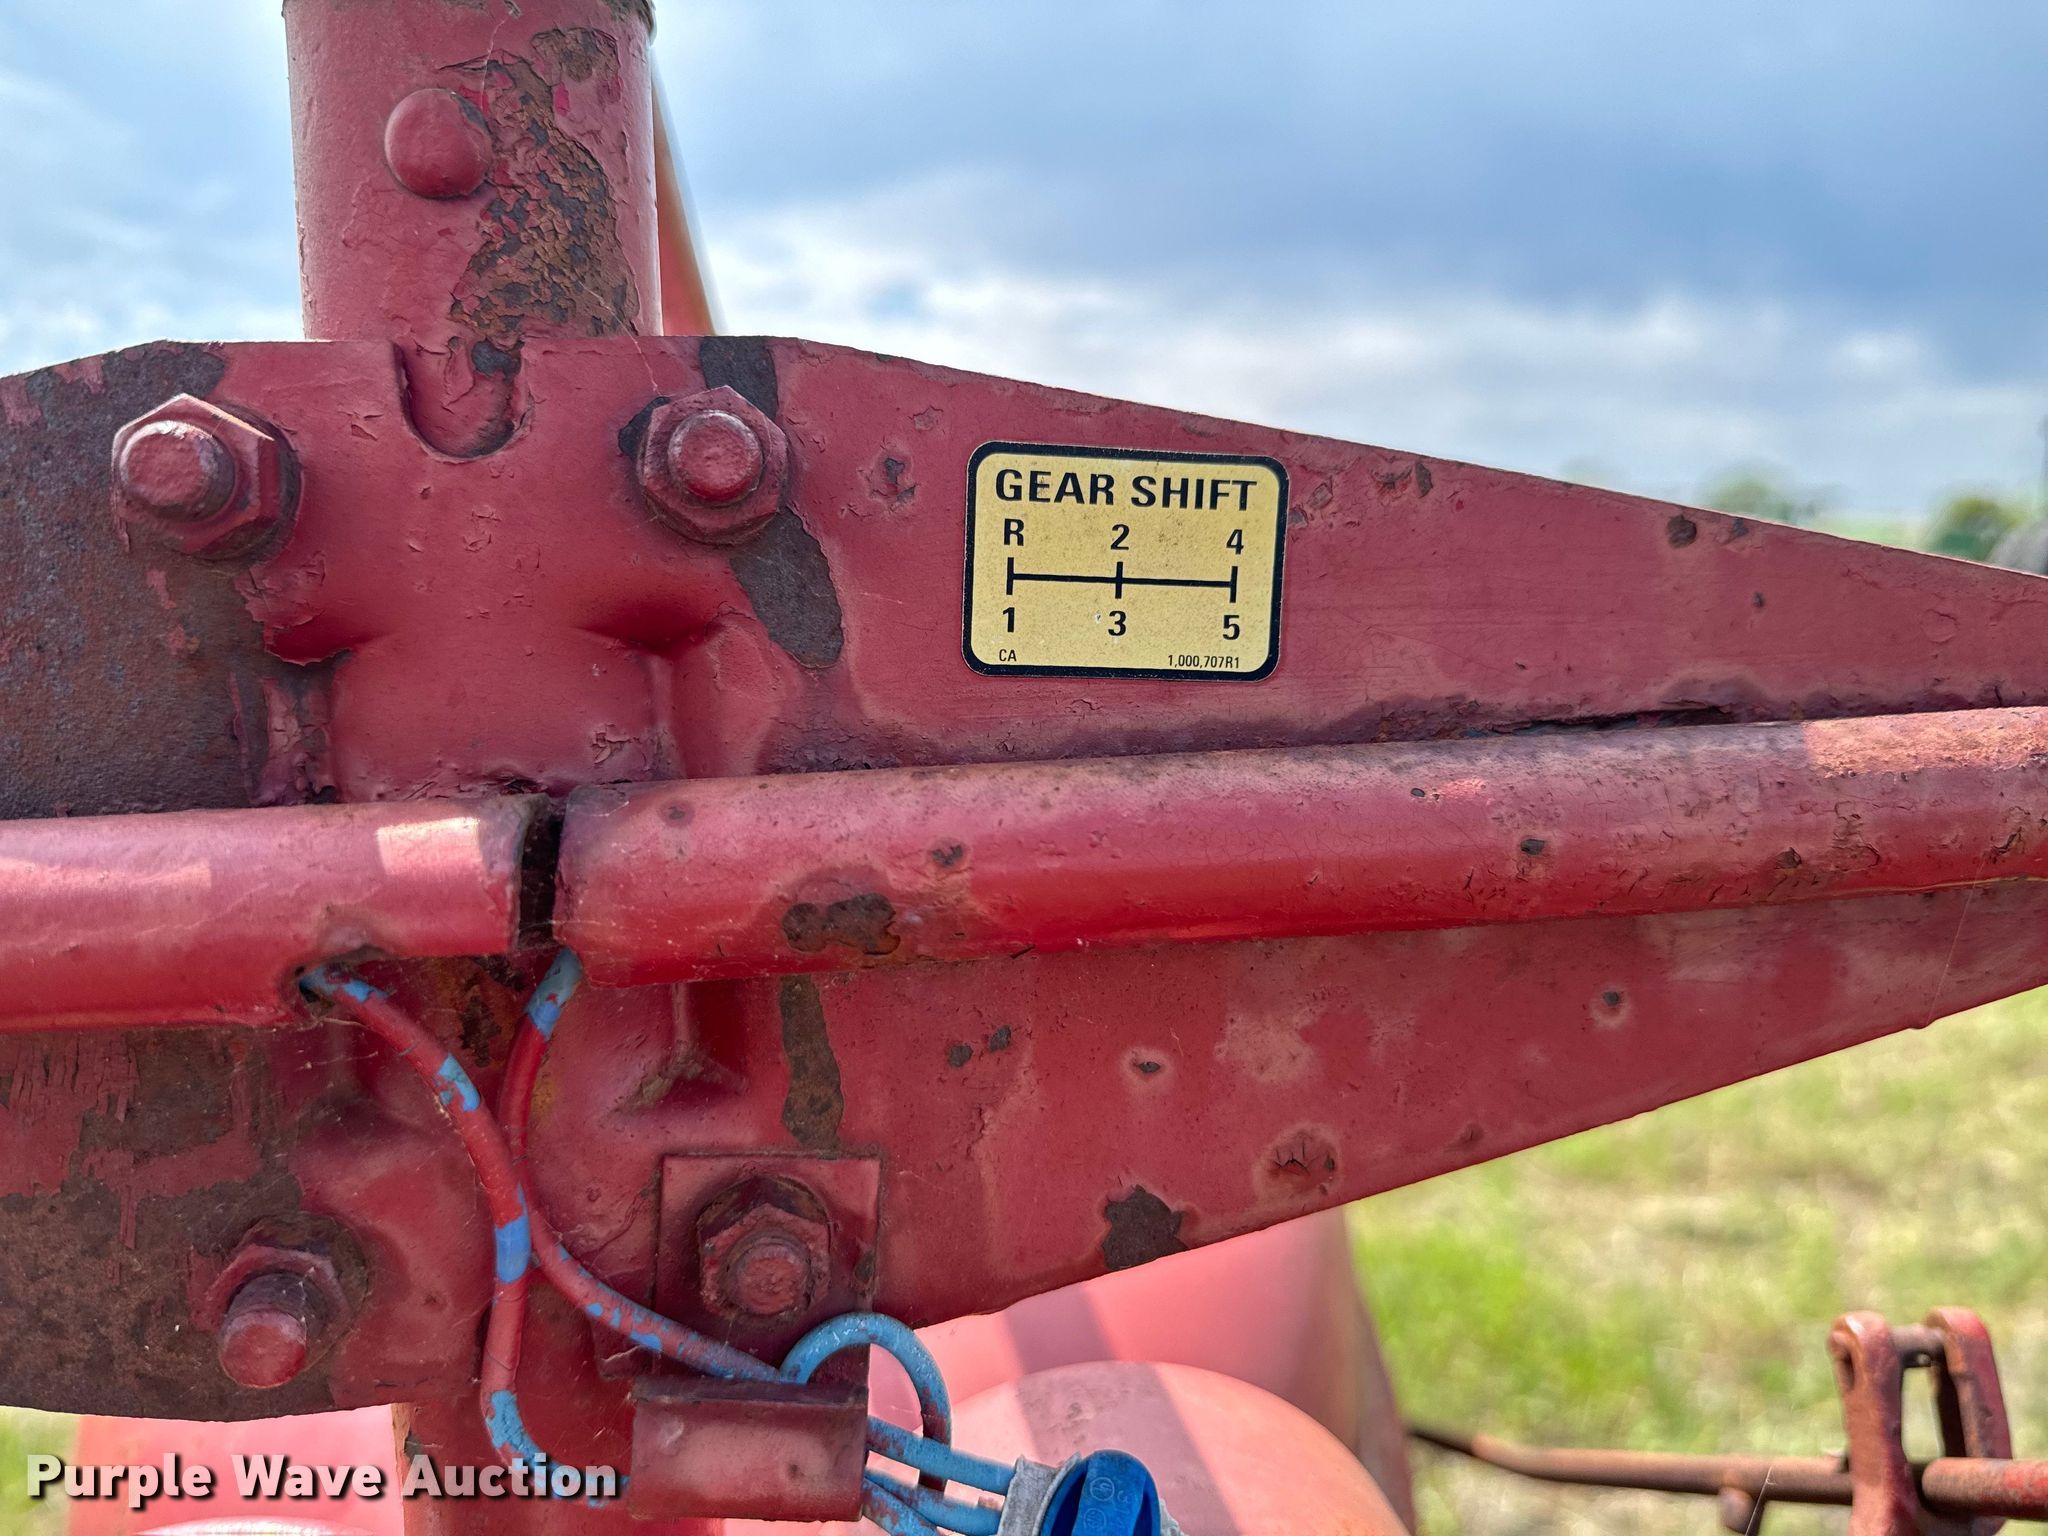 GEAR SHIFT
R 2 4
1 3 5
CA 1,000,707R1
Purple Wave Auction